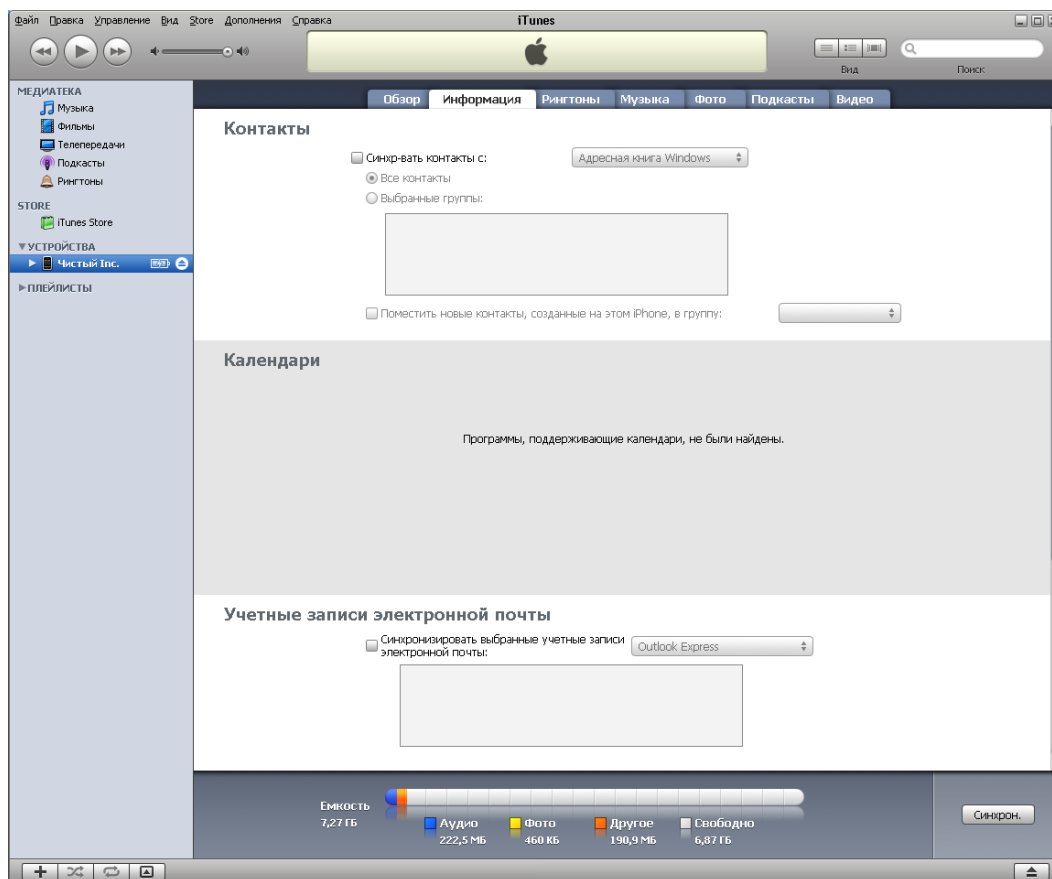 Файл Правка Управление Вид Store Дополнения Справка
iTunes
Вид
Поиск
МЕДИАТЕКА
Музыка
Фильмы
Телепередачи
Подкасты
Рингтоны
STORE
iTunes Store
УСТРОЙСТВА
Чистый Inc.
ПЛЕЙЛИСТЫ
Обзор Информация Рингтоны Музыка Фото Подкасты Видео
Контакты
Синхр-вать контакты с: Адресная книга Windows
Все контакты
Выбранные группы:
Поместить новые контакты, созданные на этом iPhone, в группу:
Календари
Программы, поддерживающие календари, не были найдены.
Учетные записи электронной почты
Синхронизировать выбранные учетные записи
электронной почты:
Outlook Express
Емкость
7,27 ГБ
Аудио
222,5 МБ
Фото
460 КБ
Другое
190,9 МБ
Свободно
6,87 ГБ
Синхрон.